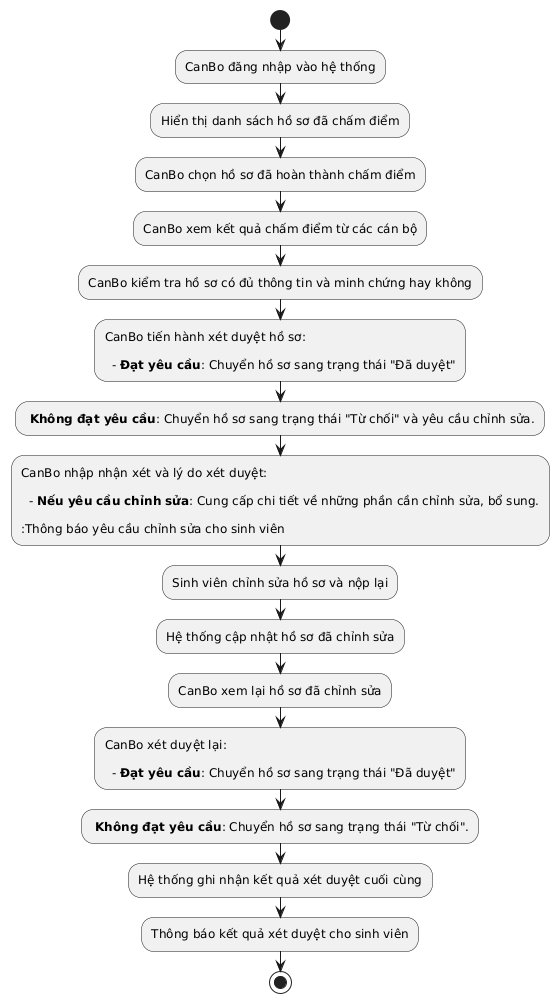 CanBo đăng nhập vào hệ thống
Hiển thị danh sách hồ sơ đã chấm điểm
CanBo chọn hồ sơ đã hoàn thành chấm điểm
CanBo xem kết quả chấm điểm từ các cán bộ
CanBo kiểm tra hồ sơ có đủ thông tin và minh chứng hay không
CanBo tiến hành xét duyệt hồ sơ:
- Đạt yêu cầu: Chuyển hồ sơ sang trạng thái "Đã duyệt"
Không đạt yêu cầu: Chuyển hồ sơ sang trạng thái "Từ chối" và yêu cầu chỉnh sửa.
CanBo nhập nhận xét và lý do xét duyệt:
- Nếu yêu cầu chỉnh sửa: Cung cấp chi tiết về những phần cần chỉnh sửa, bổ sung.
:Thông báo yêu cầu chỉnh sửa cho sinh viên
Sinh viên chỉnh sửa hồ sơ và nộp lại
Hệ thống cập nhật hồ sơ đã chỉnh sửa
CanBo xem lại hồ sơ đã chỉnh sửa
CanBo xét duyệt lại:
- Đạt yêu cầu: Chuyển hồ sơ sang trạng thái "Đã duyệt"
Không đạt yêu cầu: Chuyển hồ sơ sang trạng thái "Từ chối".
Hệ thống ghi nhận kết quả xét duyệt cuối cùng
Thông báo kết quả xét duyệt cho sinh viên